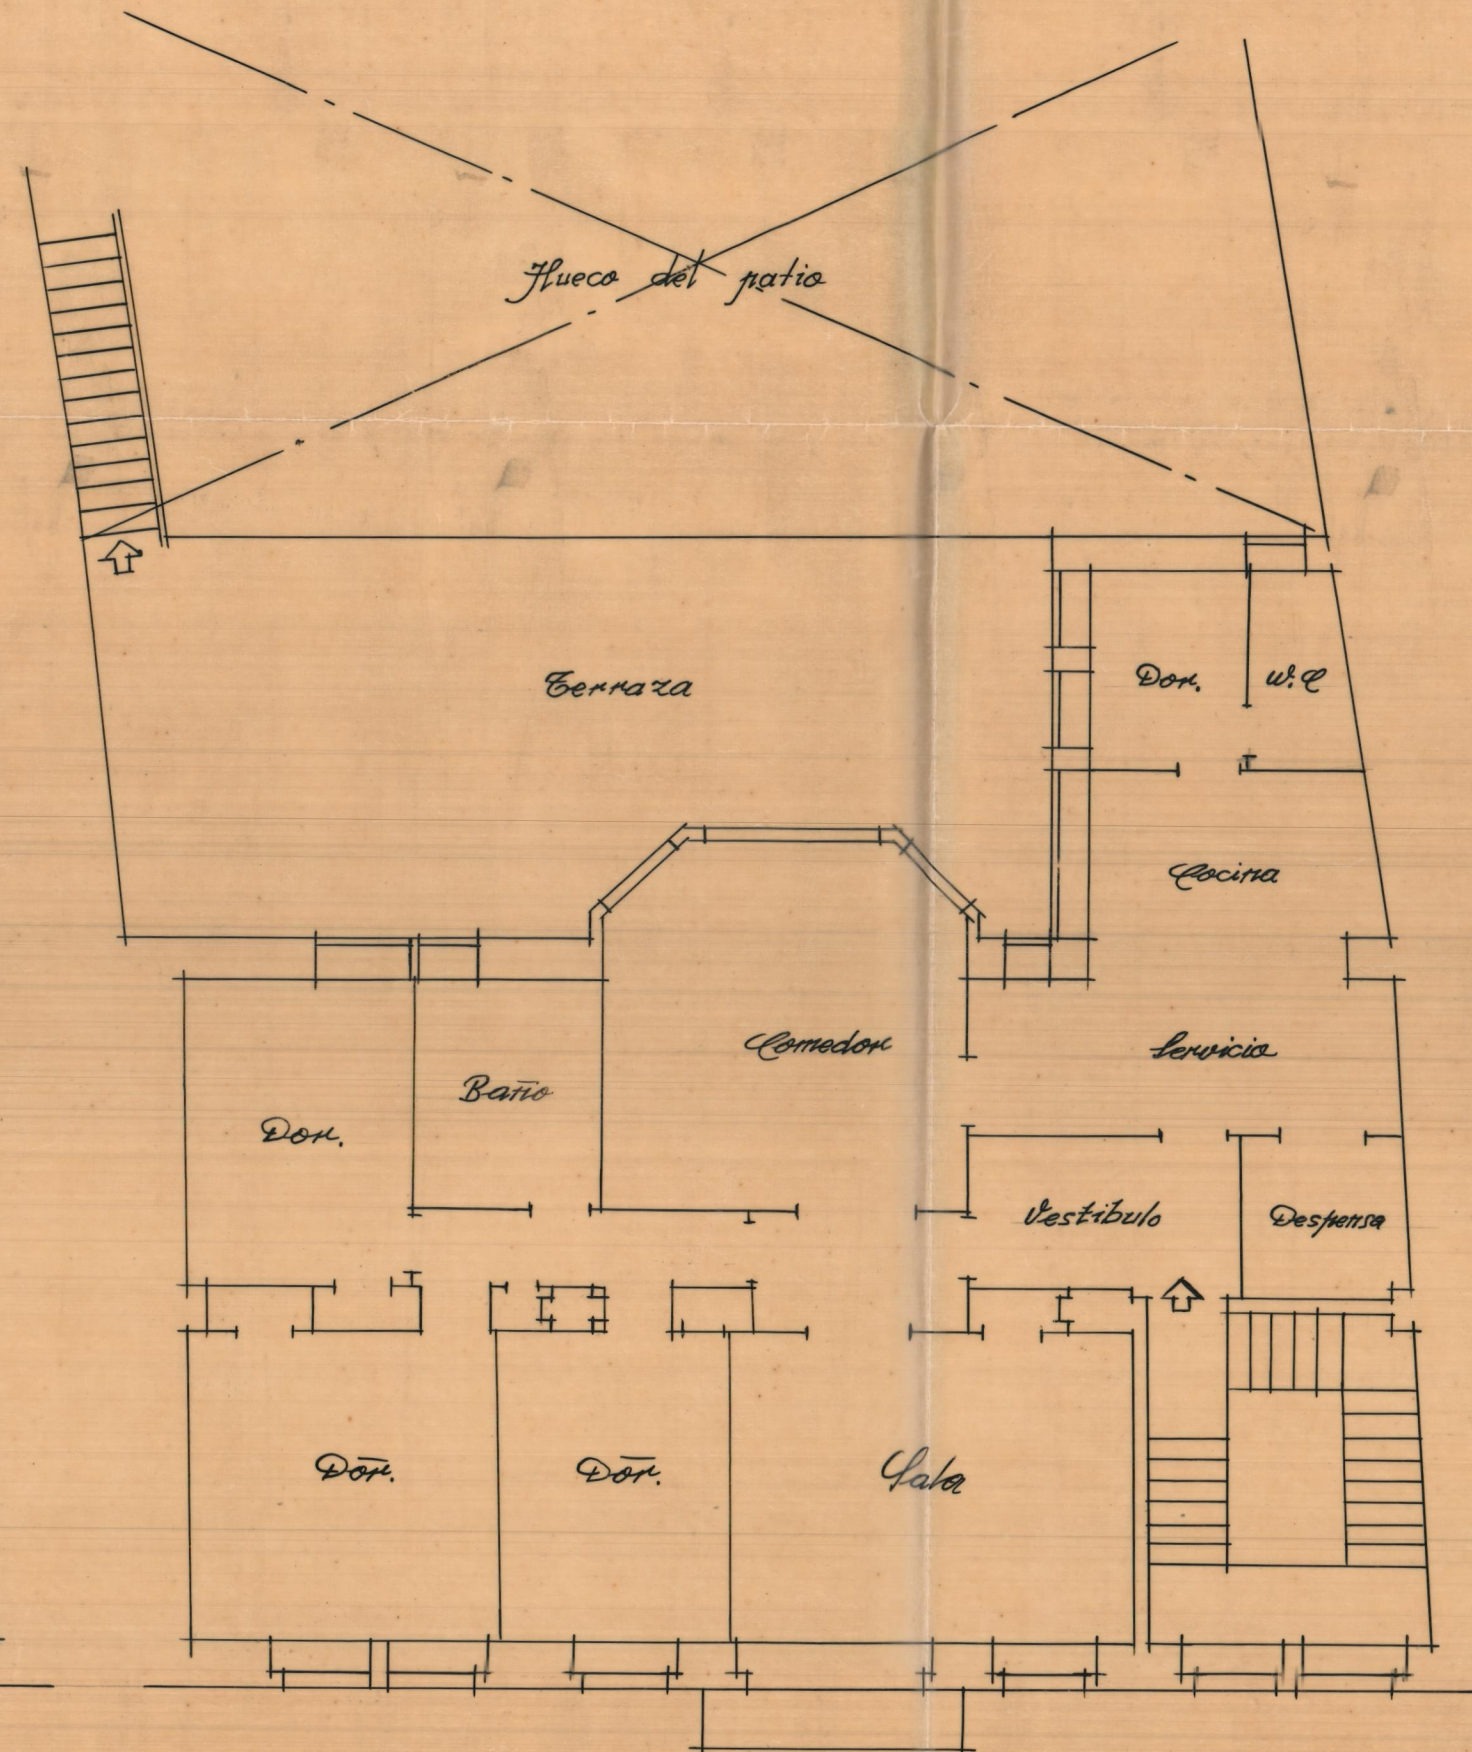 Hueco del patio
Terraza
Dor.
W.C
Cocina
Comedor
Servicio
Baño
Dor.
Vestibulo
Despensa
Dor.
Dor.
Sala